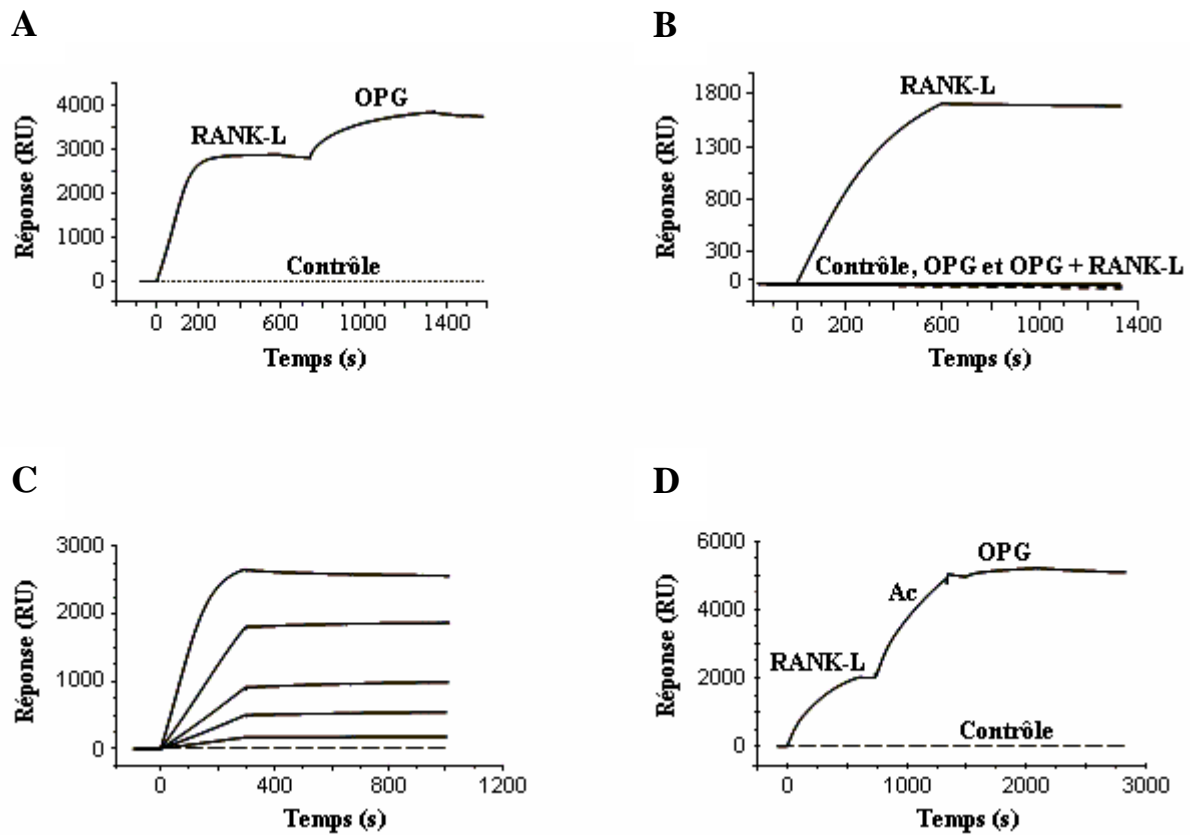 A
B
Réponse (RU)
4000
3000
2000
1000
0
RANK-L
OPG
Contrôle
0
200
600
1000
1400
Temps (s)
Réponse (RU)
1800
1300
800
300
0
RANK-L
Contrôle, OPG et OPG + RANK-L
0
200
600
1000
1400
Temps (s)
C
D
Réponse (RU)
3000
2000
1000
0
0
400
800
1200
Temps (s)
Réponse (RU)
6000
4000
2000
0
OPG
Ac
RANK-L
Contrôle
0
1000
2000
3000
Temps (s)